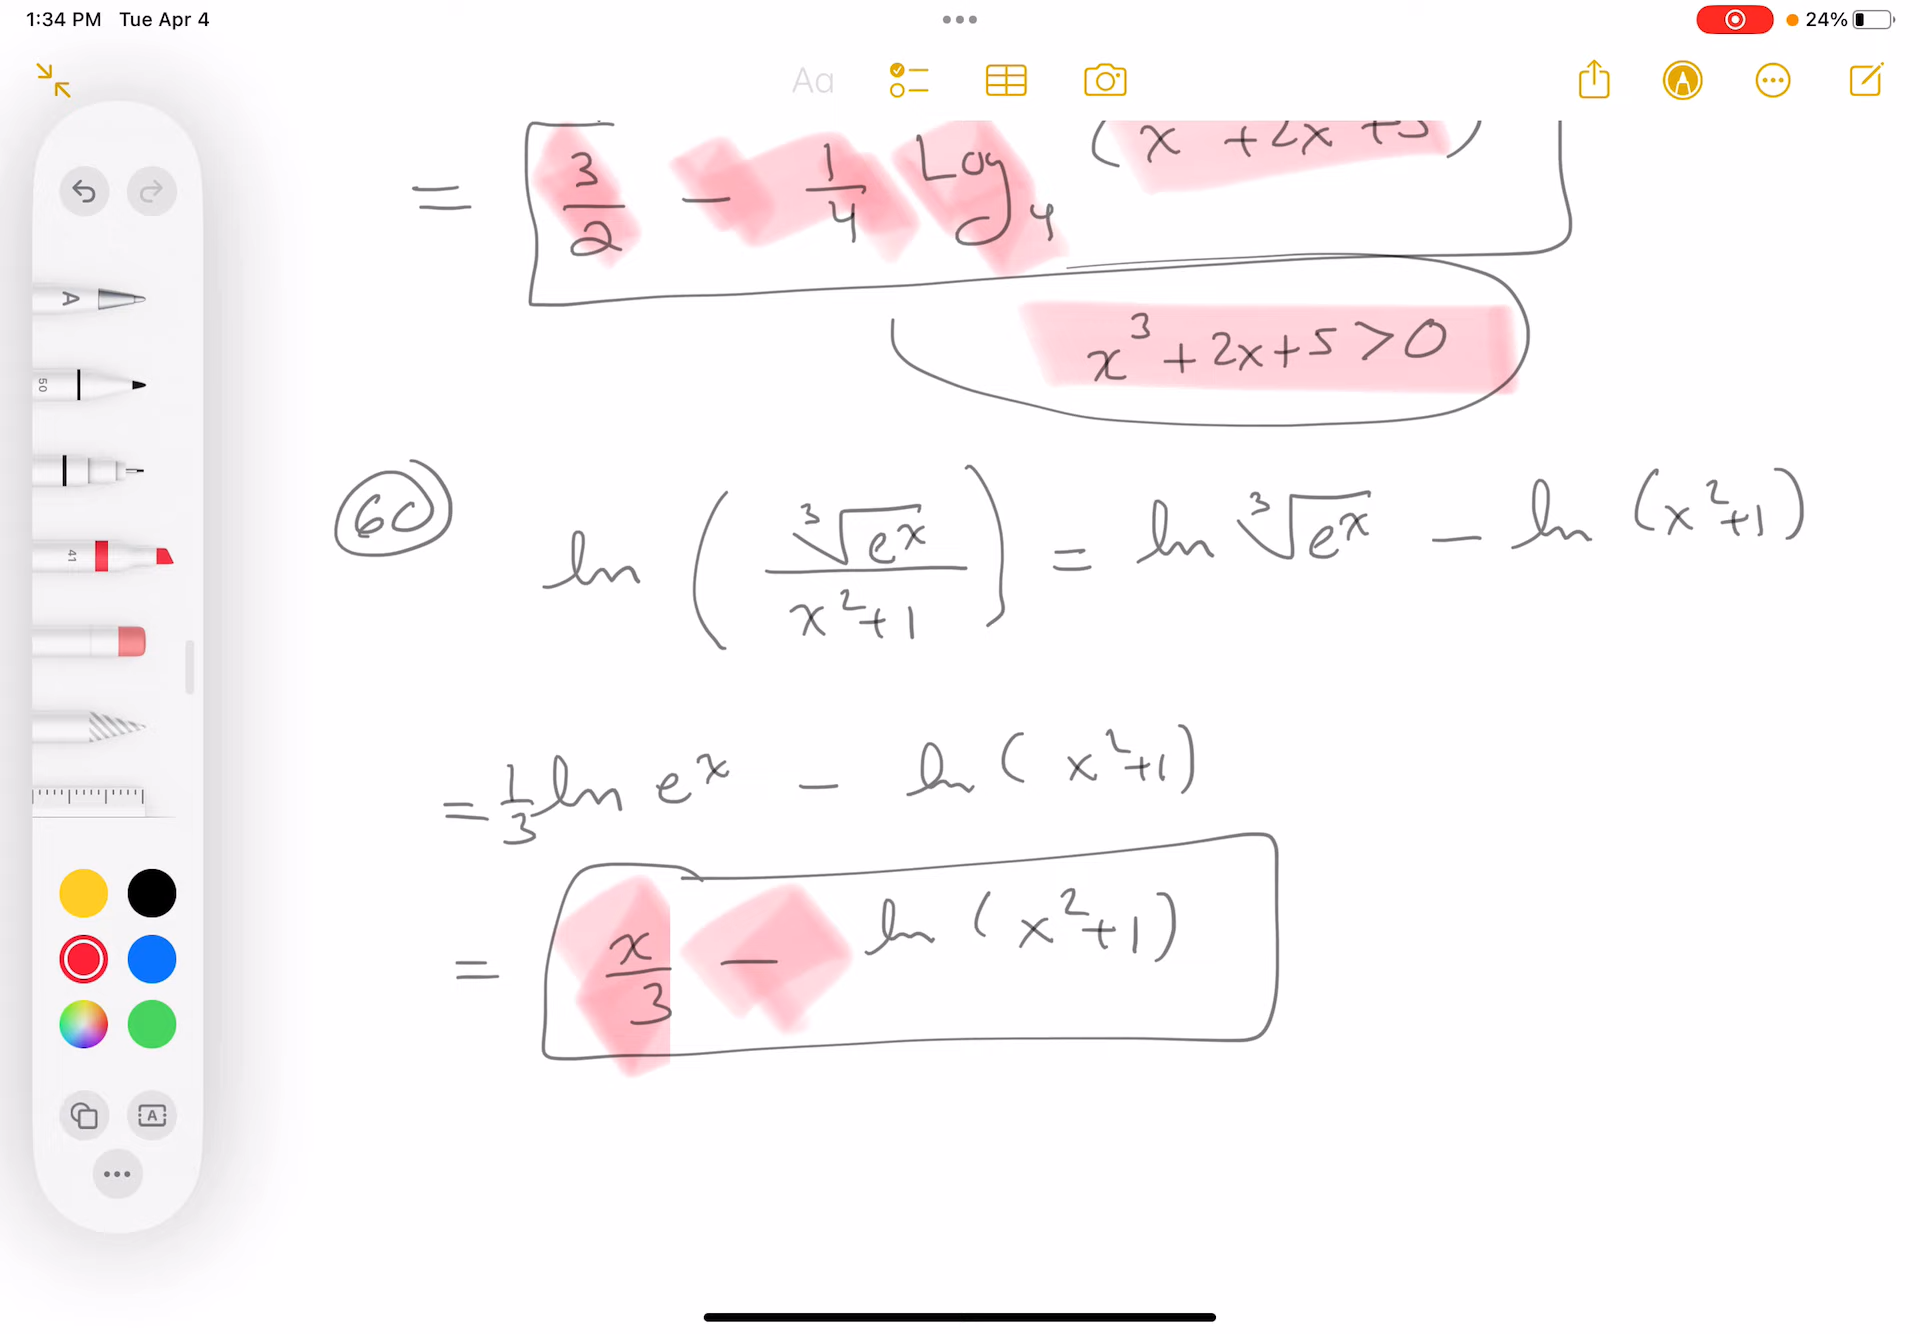 1:34 PM Tue Apr 4
24%
Aa
= 3/2 - 1/4 Log₄ (x + 2x + 5)
x³ + 2x + 5 > 0
60 ln (∛eˣ / x²+1) = ln ∛eˣ - ln (x²+1)
= 1/3 ln eˣ - ln (x²+1)
= x/3 - ln (x²+1)
A
50
41
A